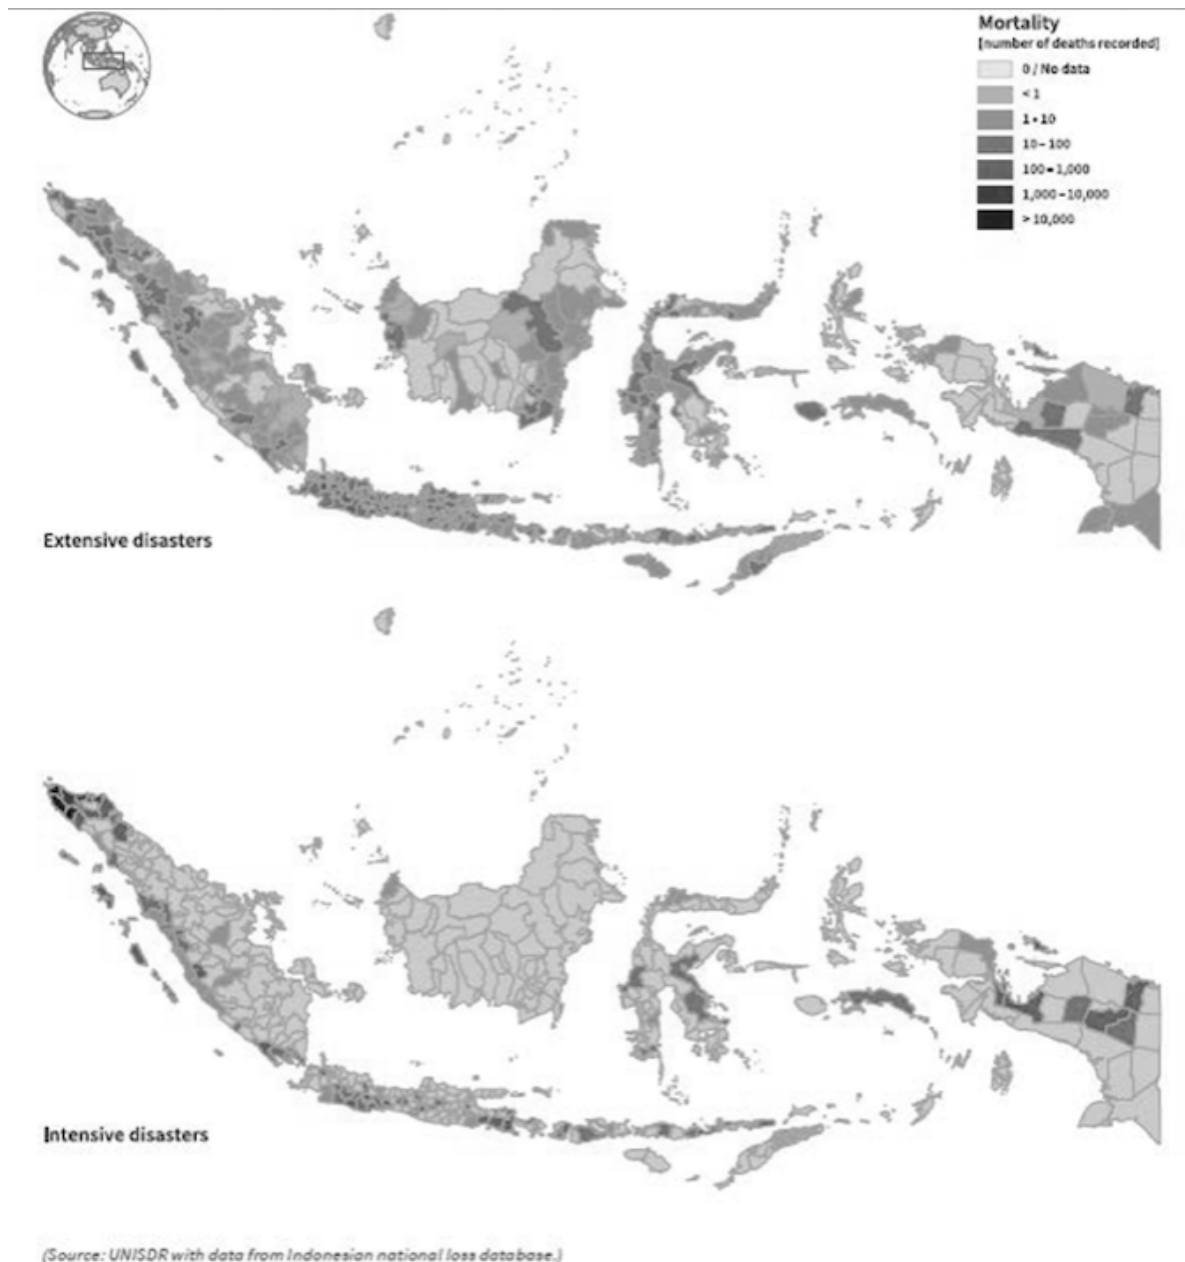 Mortality
[number of deaths recorded]
0 / No data
< 1
1 - 10
10 - 100
100 - 1,000
1,000 - 10,000
> 10,000
Extensive disasters
Intensive disasters
(Source: UNISDR with data from Indonesian national loss database.)